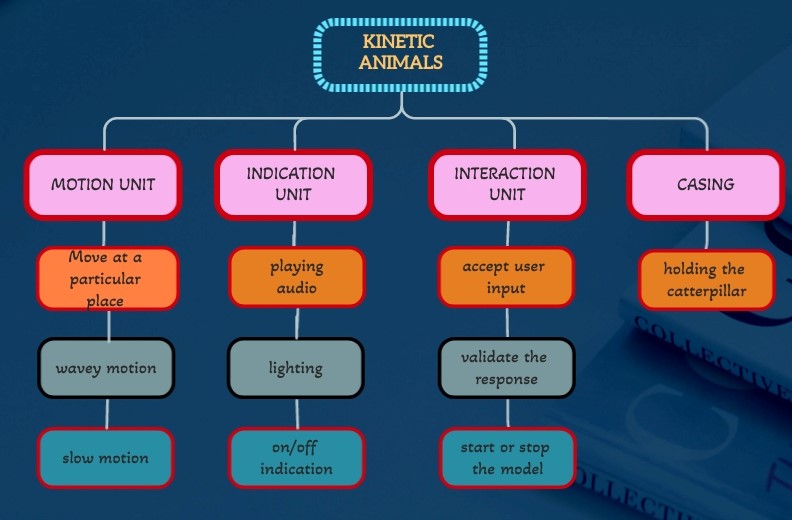 KINETIC
ANIMALS
MOTION UNIT
INDICATION
UNIT
INTERACTION
UNIT
CASING
Move at a
particular
place
playing
audio
accept user
input
holding the
catterpillar
wavey motion
lighting
validate the
response
slow motion
on/off
indication
start or stop
the model
COLLECTIVE
COLLECTI